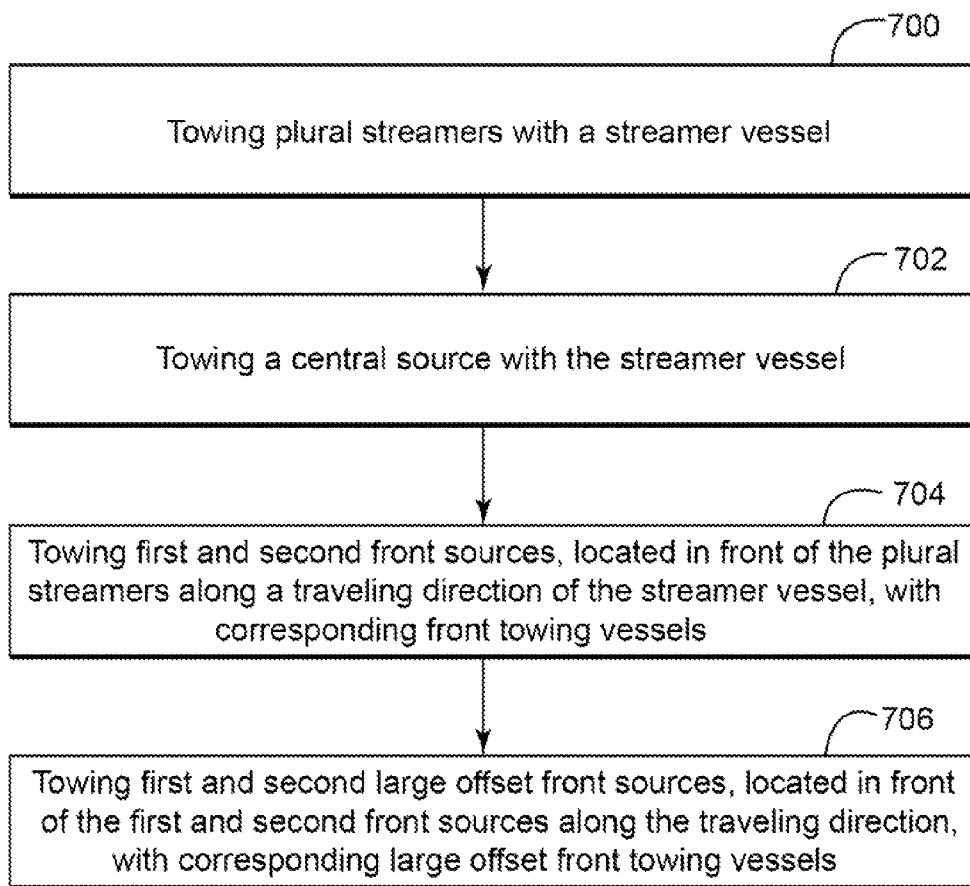 700
Towing plural streamers with a streamer vessel
702
Towing a central source with the streamer vessel
704
Towing first and second front sources, located in front of the plural
streamers along a traveling direction of the streamer vessel, with
corresponding front towing vessels
706
Towing first and second large offset front sources, located in front
of the first and second front sources along the traveling direction,
with corresponding large offset front towing vessels